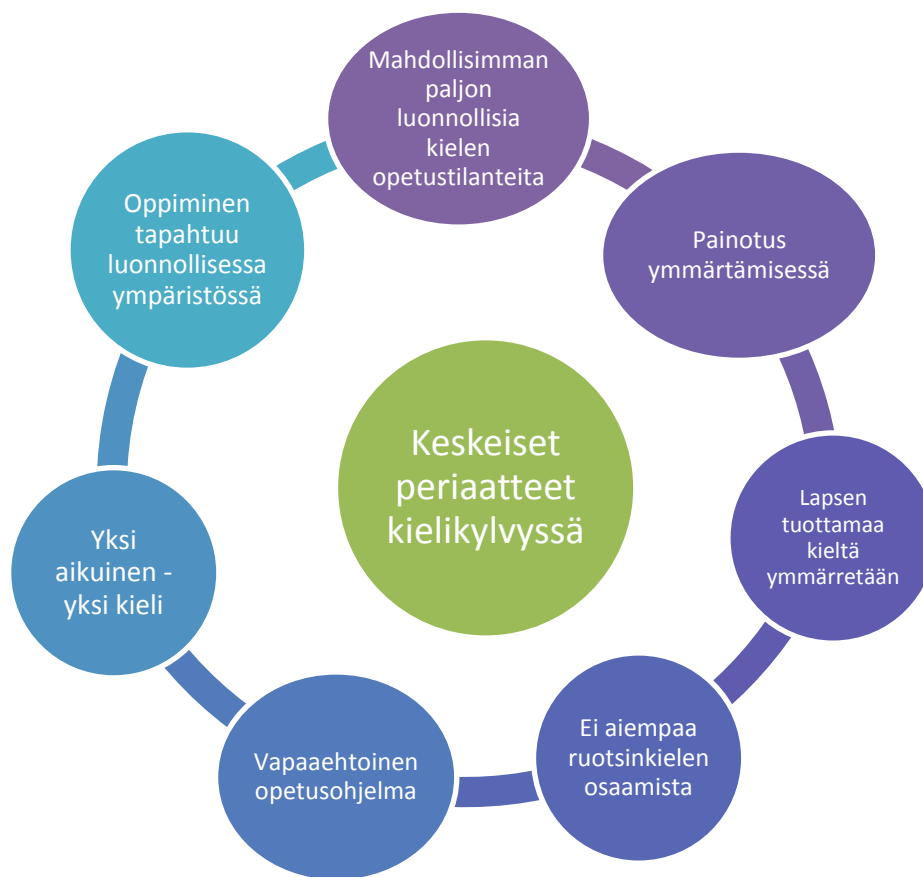 Mahdollisimman
paljon
luonnollisia
kielen
opetustilanteita
Painotus
ymmärtämisessä
Lapsen
tuottamaa
kieltä
ymmärretään
Ei aiempaa
ruotsinkielen
osaamista
Vapaaehtoinen
opetusohjelma
Yksi
aikuinen -
yksi kieli
Oppiminen
tapahtuu
luonnollisessa
ympäristössä
Keskeiset
periaatteet
kielikylvyssä